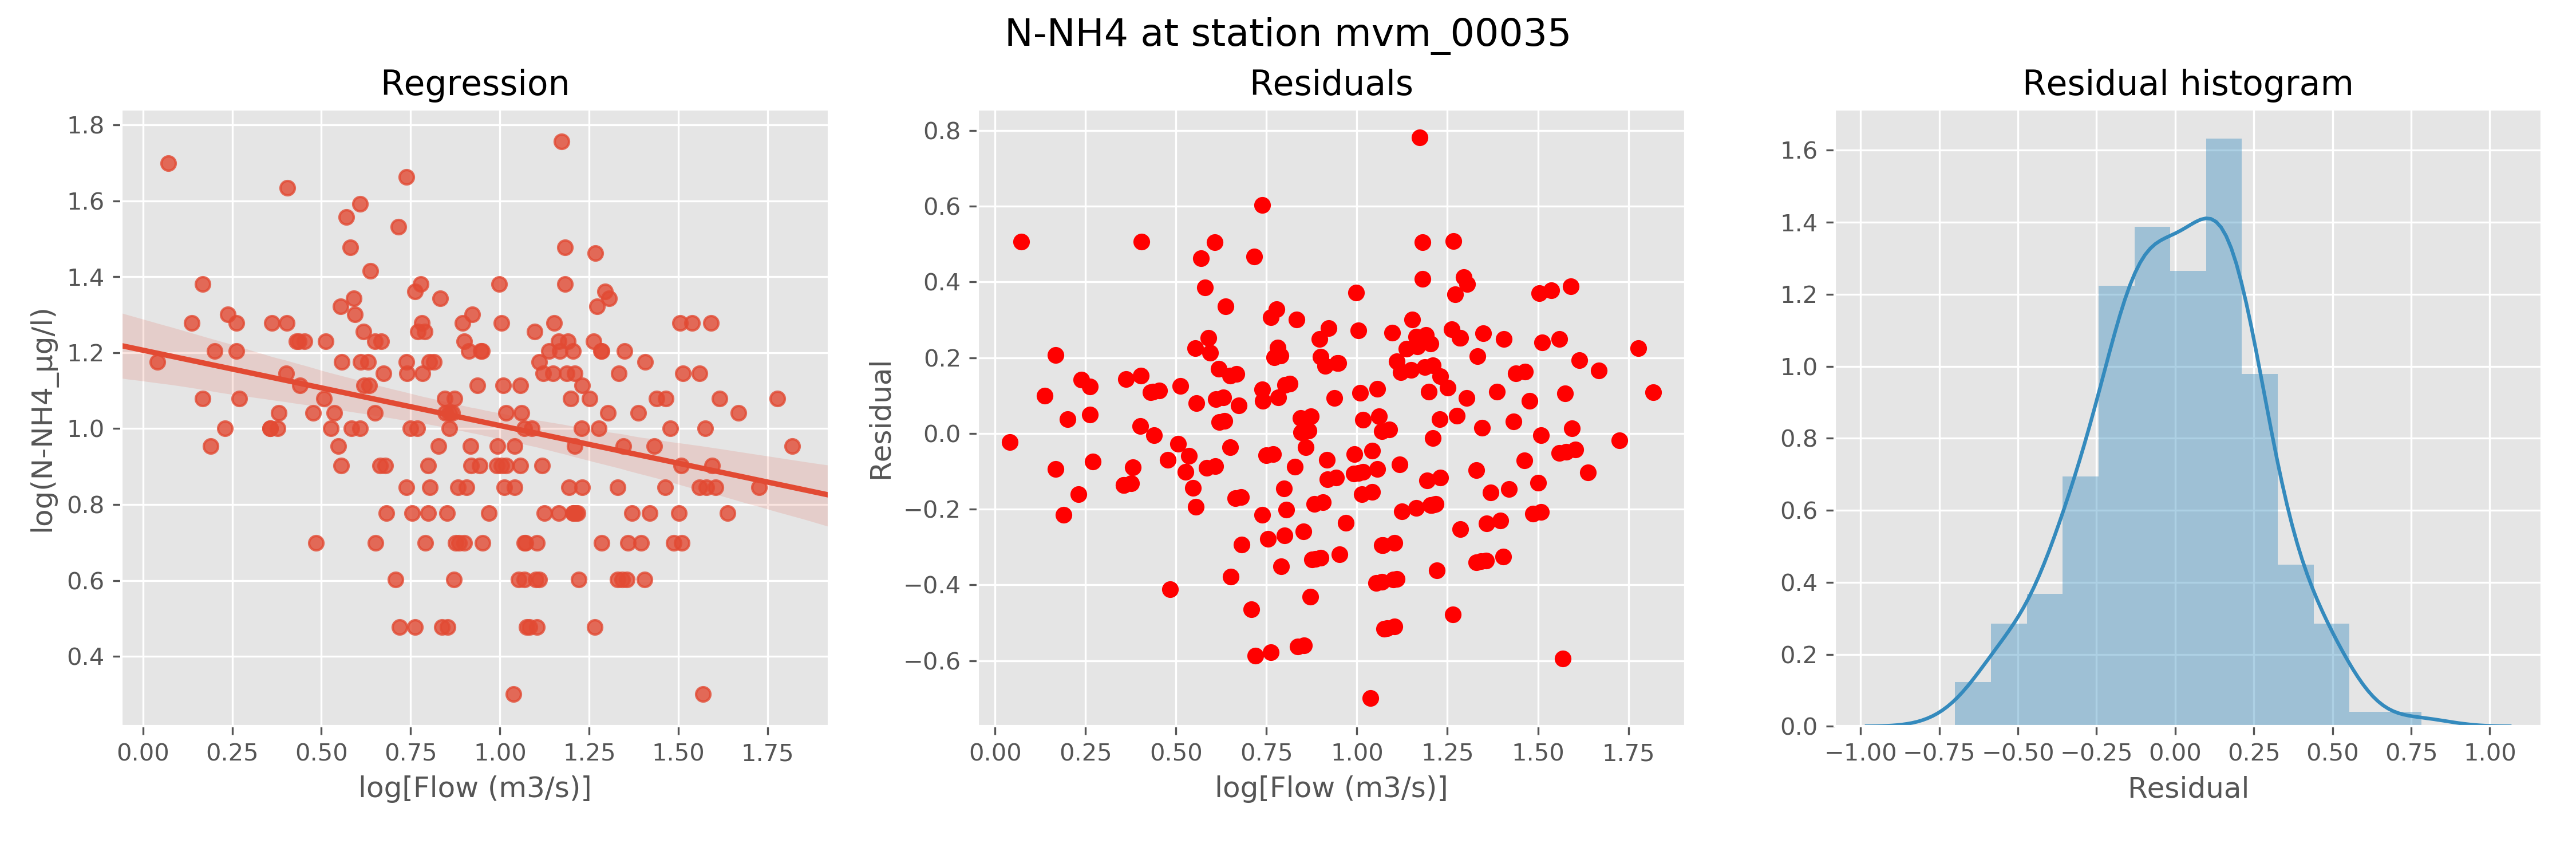 N-NH4 at station mvm_00035
Regression
1.8
1.6
1.4
1.2
1.0
0.8
0.6
0.4
log(N-NH4_µg/l)
0.00 0.25 0.50 0.75 1.00 1.25 1.50 1.75
log[Flow (m3/s)]
Residuals
0.8
0.6
0.4
0.2
0.0
−0.2
−0.4
−0.6
Residual
0.00 0.25 0.50 0.75 1.00 1.25 1.50 1.75
log[Flow (m3/s)]
Residual histogram
1.6
1.4
1.2
1.0
0.8
0.6
0.4
0.2
0.0
−1.00 −0.75 −0.50 −0.25 0.00 0.25 0.50 0.75 1.00
Residual